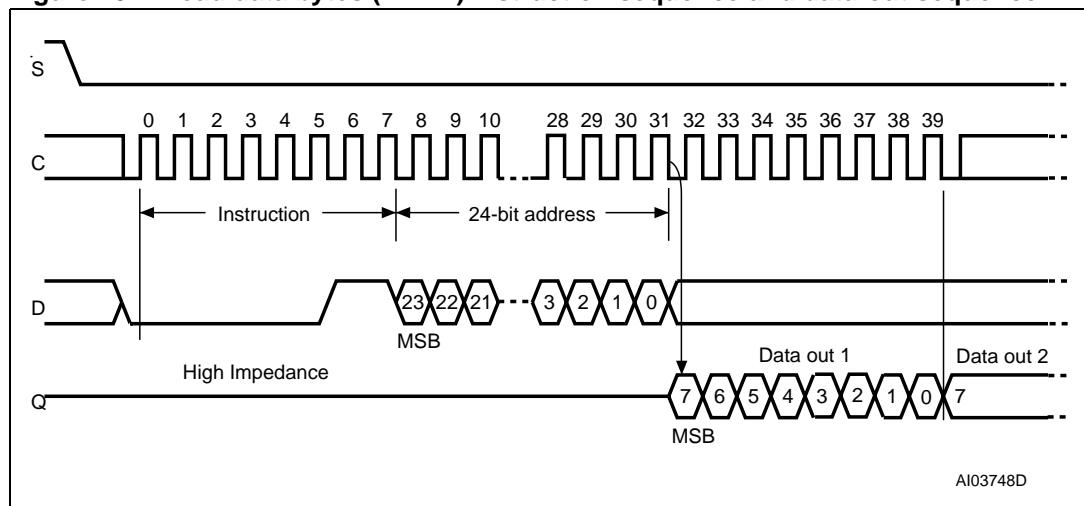 S
0 1 2 3 4 5 6 7 8 9 10 28 29 30 31 32 33 34 35 36 37 38 39
C
Instruction 24-bit address
D 23 22 21 3 2 1 0
MSB
High Impedance Data out 1 Data out 2
Q 7 6 5 4 3 2 1 0 7
MSB
AI03748D